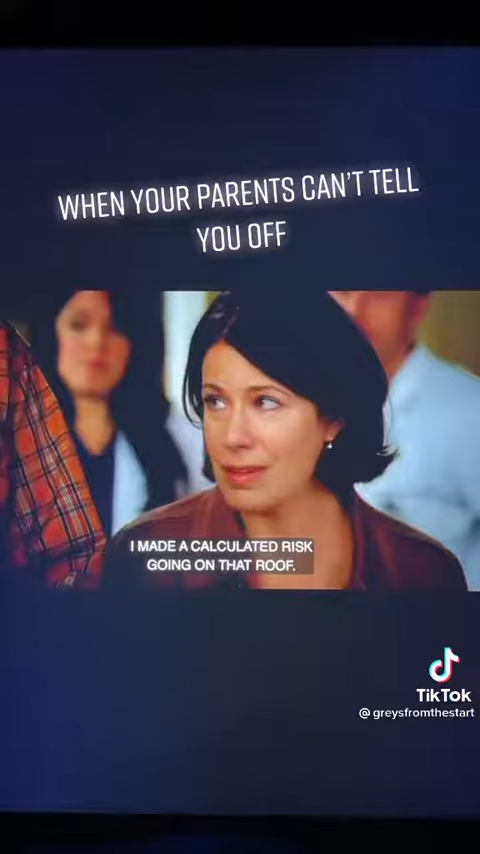 WHEN YOUR PARENTS CAN'T TELL
YOU OFF
I MADE A CALCULATED RISK
GOING ON THAT ROOF.
TikTok
@greysfromthestart